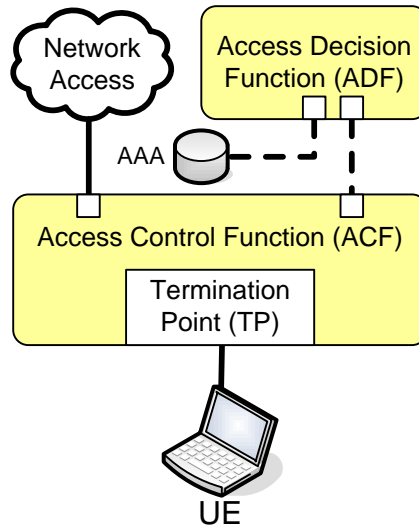 Network
Access
Access Decision
Function (ADF)
AAA
Access Control Function (ACF)
Termination
Point (TP)
UE